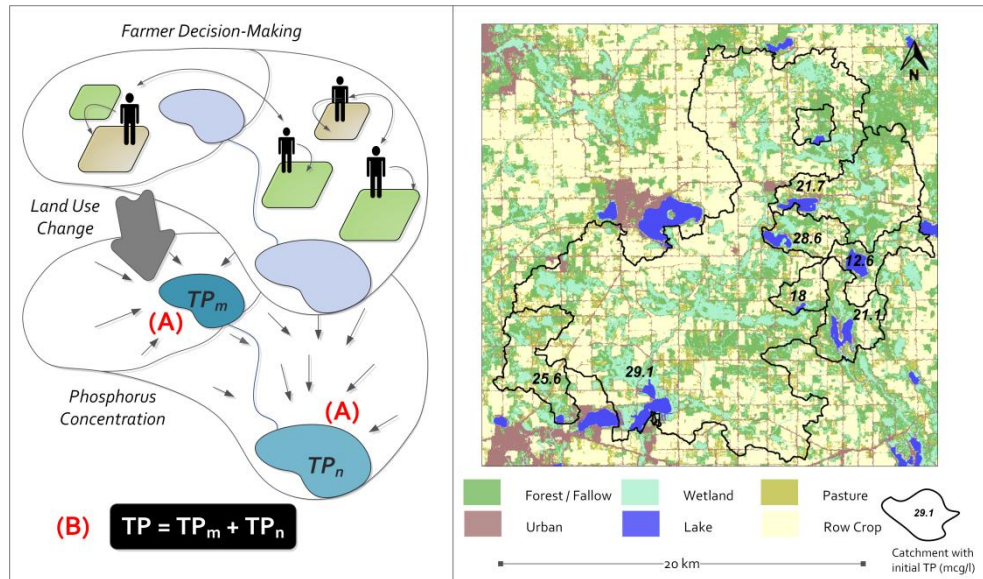 Farmer Decision-Making
Land Use
Change
TPm
(A)
Phosphorus
Concentration
(A)
TPn
(B) TP = TPm + TPn
N
21.7
28.6
12.6
18
21.1
25.6
29.1
Forest / Fallow
Wetland
Pasture
Urban
Lake
Row Crop
29.1
Catchment with
initial TP (mcg/l)
20 km